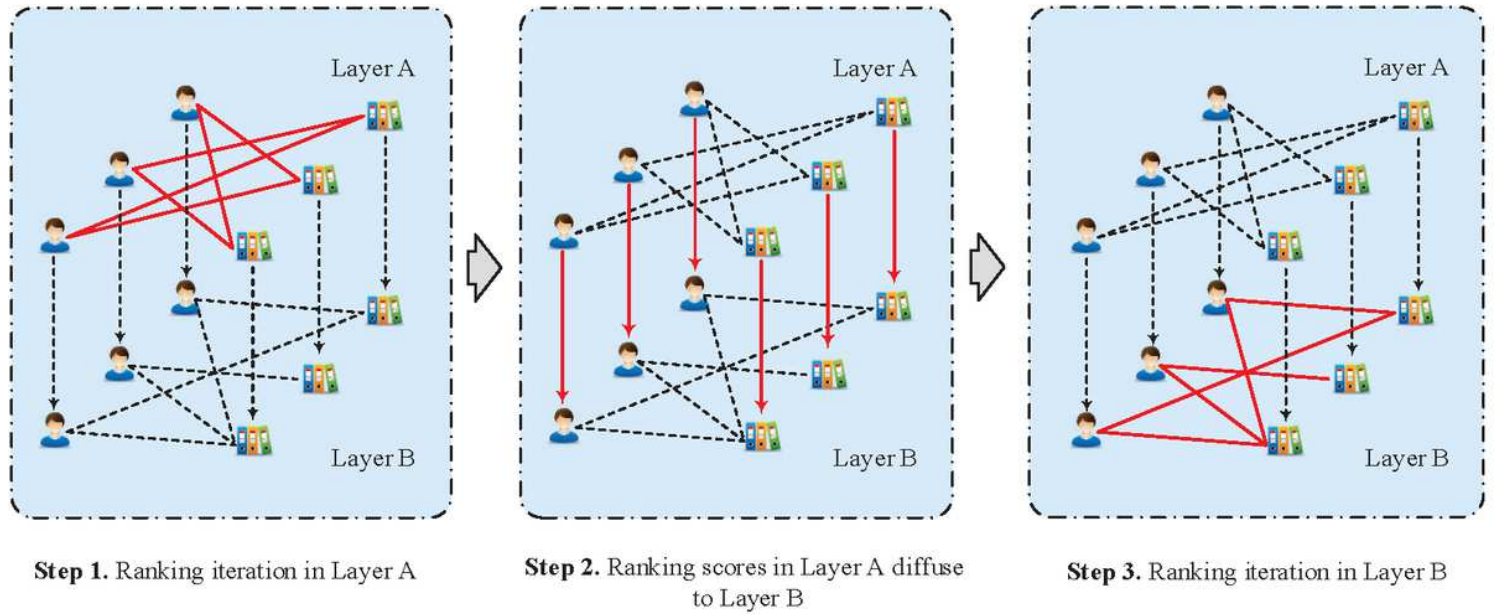 Layer A
Layer B
Layer A
Layer B
Layer A
Layer B
Step 1. Ranking iteration in Layer A
Step 2. Ranking scores in Layer A diffuse
to Layer B
Step 3. Ranking iteration in Layer B